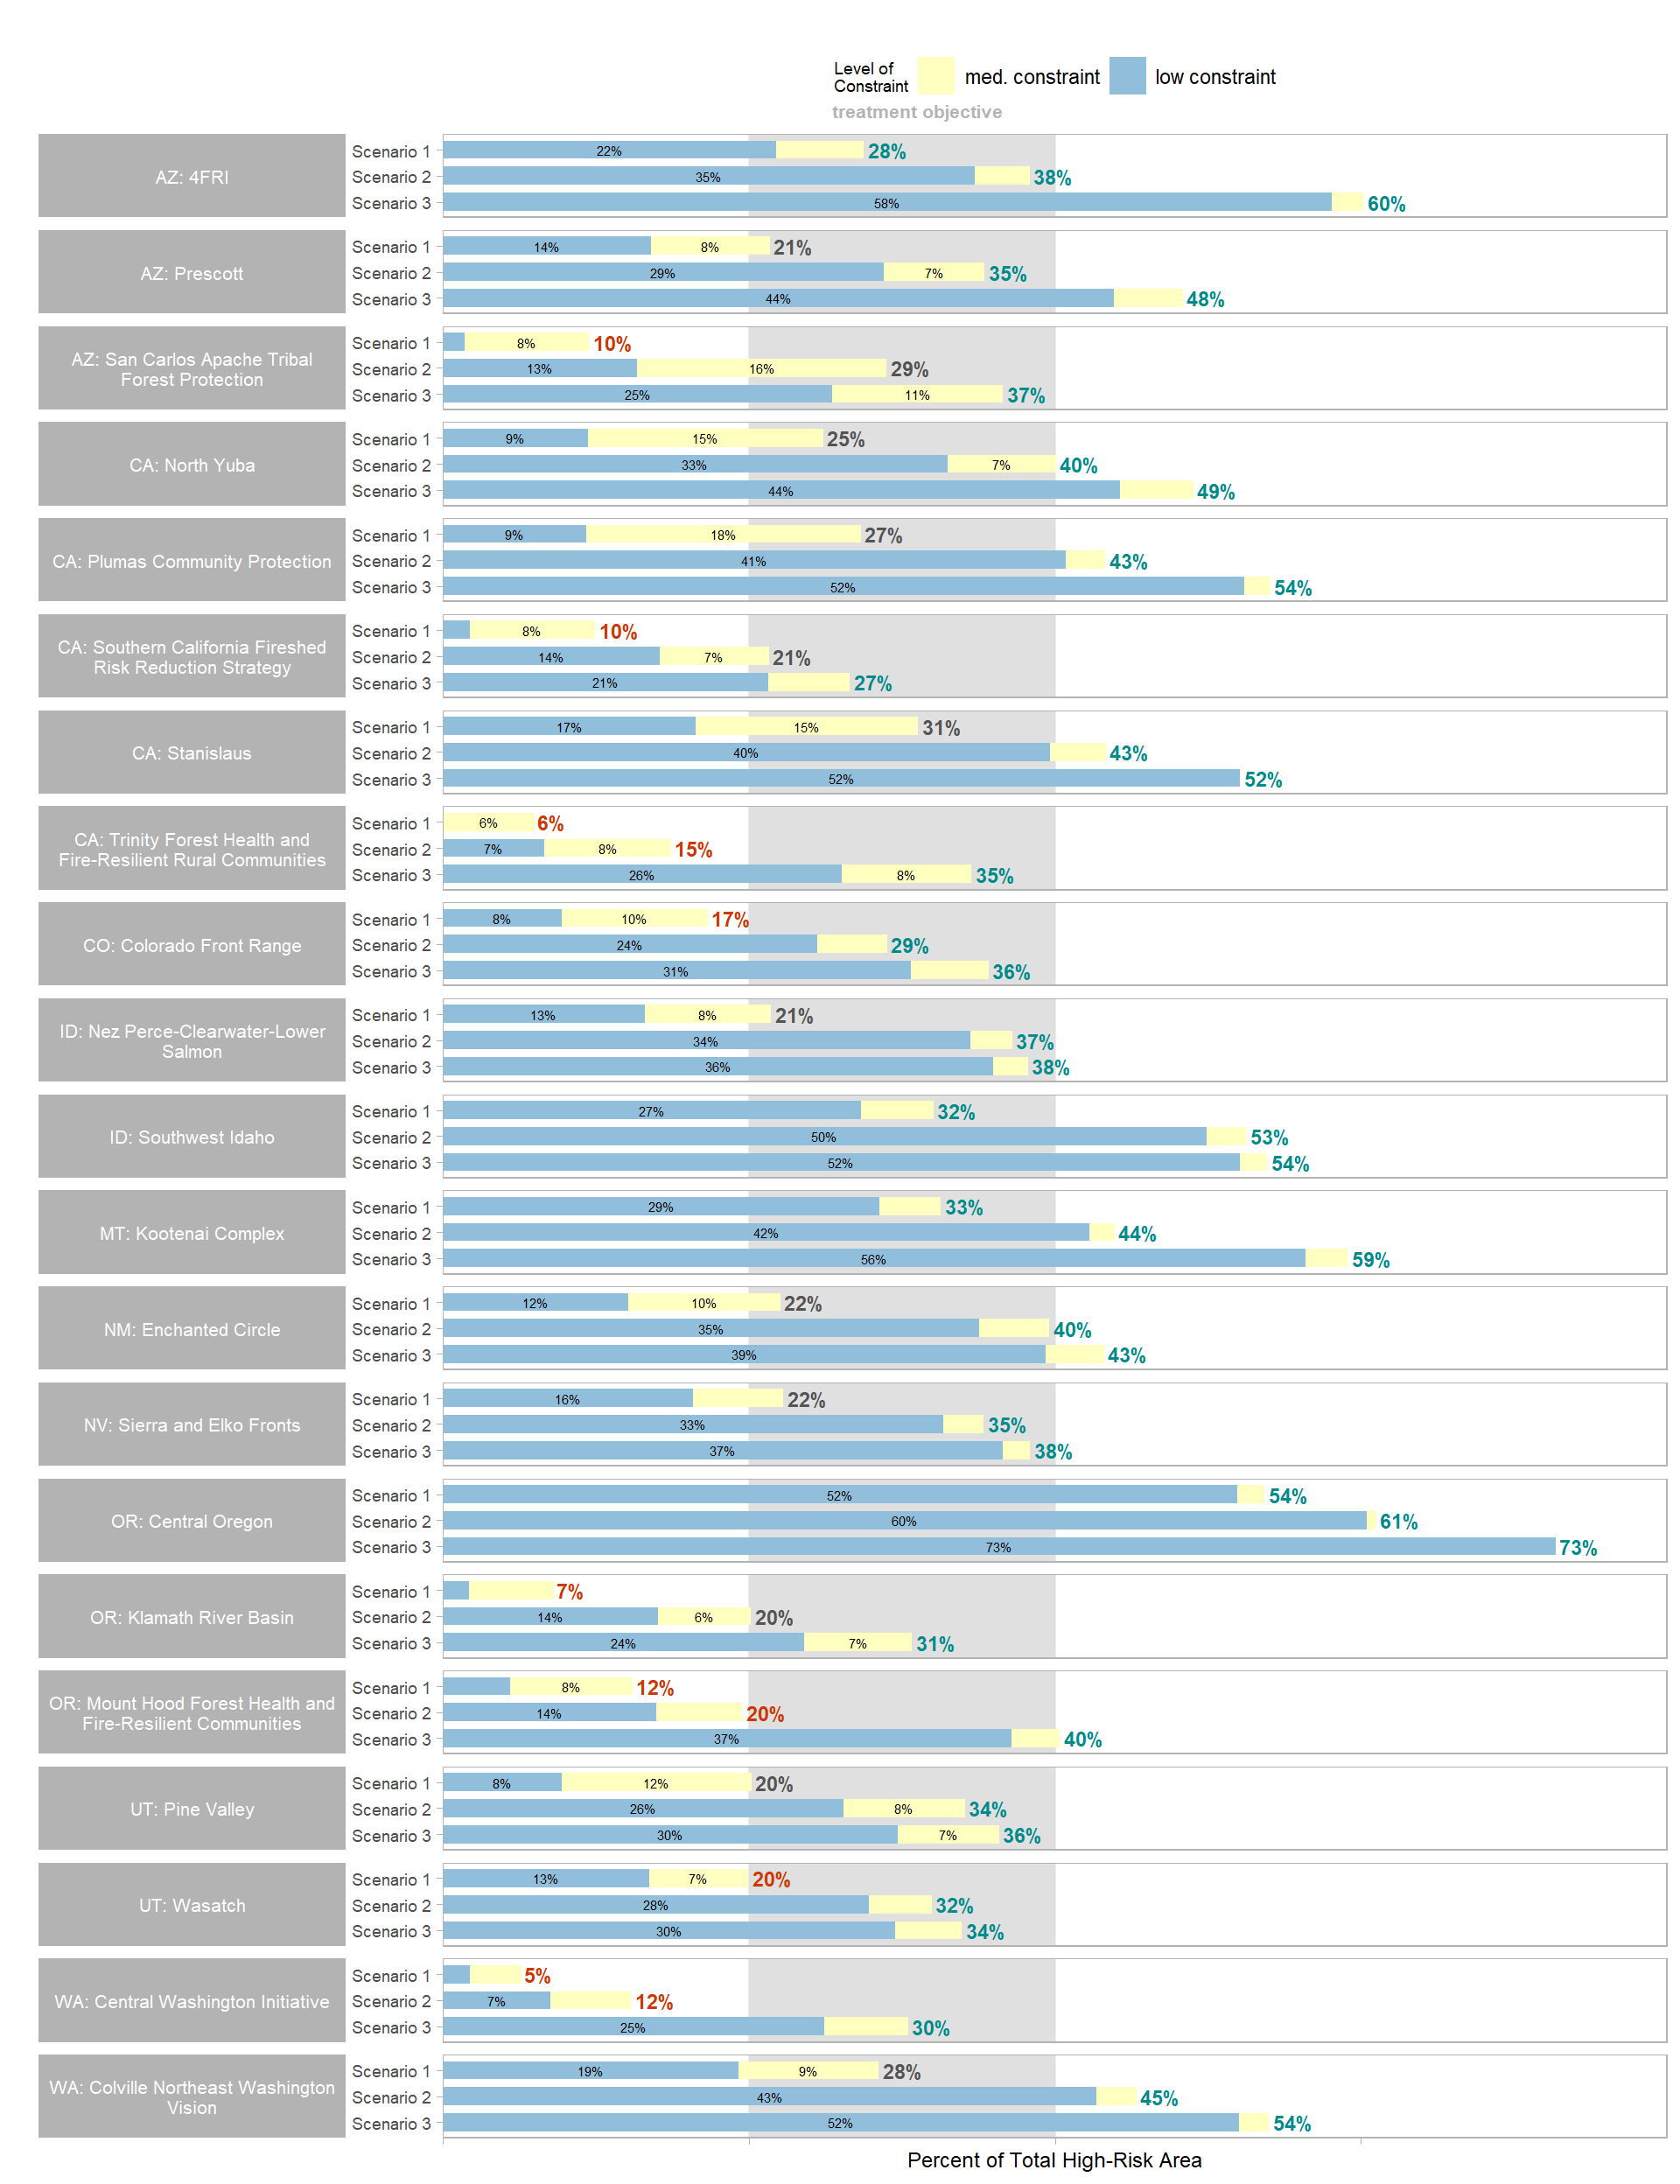 Level of
Constraint
med. constraint
low constraint
treatment objective
AZ: 4FRI
Scenario 1
22%
28%
Scenario 2
35%
38%
Scenario 3
58%
60%
AZ: Prescott
Scenario 1
14%
8%
21%
Scenario 2
29%
7%
35%
Scenario 3
44%
48%
AZ: San Carlos Apache Tribal
Forest Protection
Scenario 1
8%
10%
Scenario 2
13%
16%
29%
Scenario 3
25%
11%
37%
CA: North Yuba
Scenario 1
9%
15%
25%
Scenario 2
33%
7%
40%
Scenario 3
44%
49%
CA: Plumas Community Protection
Scenario 1
9%
18%
27%
Scenario 2
41%
43%
Scenario 3
52%
54%
CA: Southern California Fireshed
Risk Reduction Strategy
Scenario 1
8%
10%
Scenario 2
14%
7%
21%
Scenario 3
21%
27%
CA: Stanislaus
Scenario 1
17%
15%
31%
Scenario 2
40%
43%
Scenario 3
52%
52%
CA: Trinity Forest Health and
Fire-Resilient Rural Communities
Scenario 1
6%
6%
Scenario 2
7%
8%
15%
Scenario 3
26%
8%
35%
CO: Colorado Front Range
Scenario 1
8%
10%
17%
Scenario 2
24%
29%
Scenario 3
31%
36%
ID: Nez Perce-Clearwater-Lower
Salmon
Scenario 1
13%
8%
21%
Scenario 2
34%
37%
Scenario 3
36%
38%
ID: Southwest Idaho
Scenario 1
27%
32%
Scenario 2
50%
53%
Scenario 3
52%
54%
MT: Kootenai Complex
Scenario 1
29%
33%
Scenario 2
42%
44%
Scenario 3
56%
59%
NM: Enchanted Circle
Scenario 1
12%
10%
22%
Scenario 2
35%
40%
Scenario 3
39%
43%
NV: Sierra and Elko Fronts
Scenario 1
16%
22%
Scenario 2
33%
35%
Scenario 3
37%
38%
OR: Central Oregon
Scenario 1
52%
54%
Scenario 2
60%
61%
Scenario 3
73%
73%
OR: Klamath River Basin
Scenario 1
7%
Scenario 2
14%
6%
20%
Scenario 3
24%
7%
31%
OR: Mount Hood Forest Health and
Fire-Resilient Communities
Scenario 1
8%
12%
Scenario 2
14%
20%
Scenario 3
37%
40%
UT: Pine Valley
Scenario 1
8%
12%
20%
Scenario 2
26%
8%
34%
Scenario 3
30%
7%
36%
UT: Wasatch
Scenario 1
13%
7%
20%
Scenario 2
28%
32%
Scenario 3
30%
34%
WA: Central Washington Initiative
Scenario 1
5%
Scenario 2
7%
12%
Scenario 3
25%
30%
WA: Colville Northeast Washington
Vision
Scenario 1
19%
9%
28%
Scenario 2
43%
45%
Scenario 3
52%
54%
Percent of Total High-Risk Area